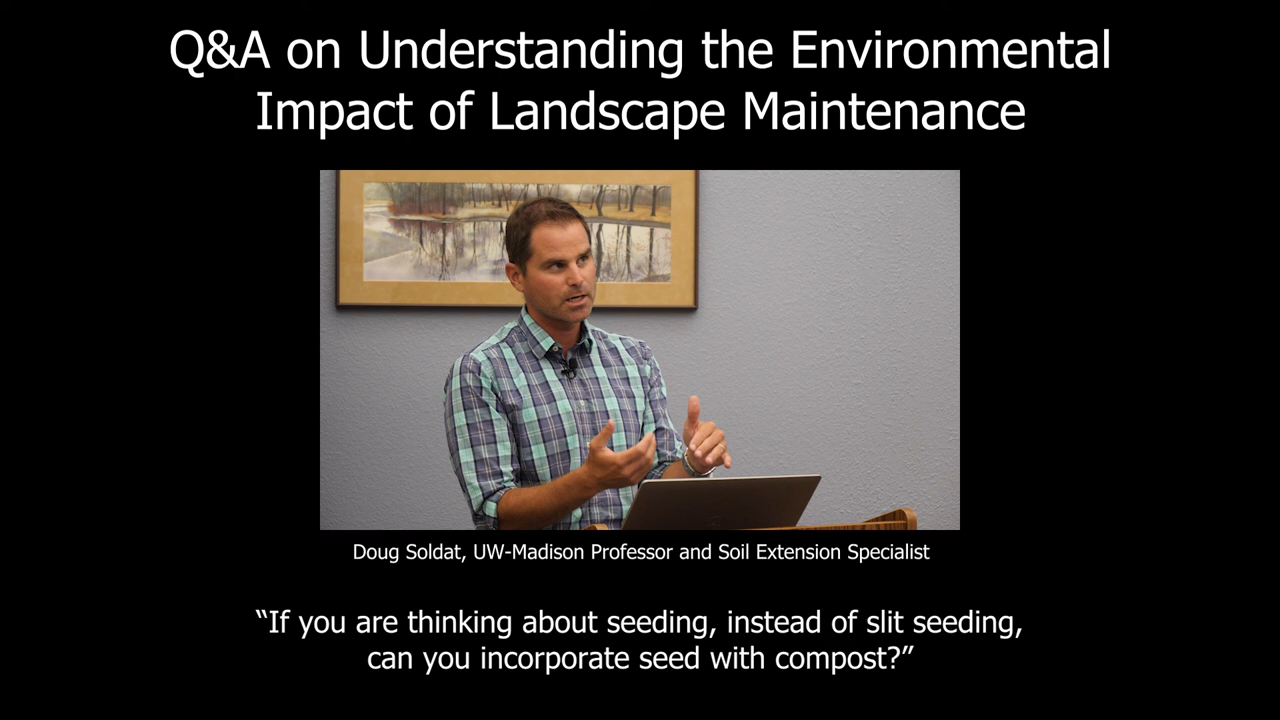 Q&A on Understanding the Environmental
Impact of Landscape Maintenance
Doug Soldat, UW-Madison Professor and Soil Extension Specialist
“If you are thinking about seeding, instead of slit seeding,
can you incorporate seed with compost?”